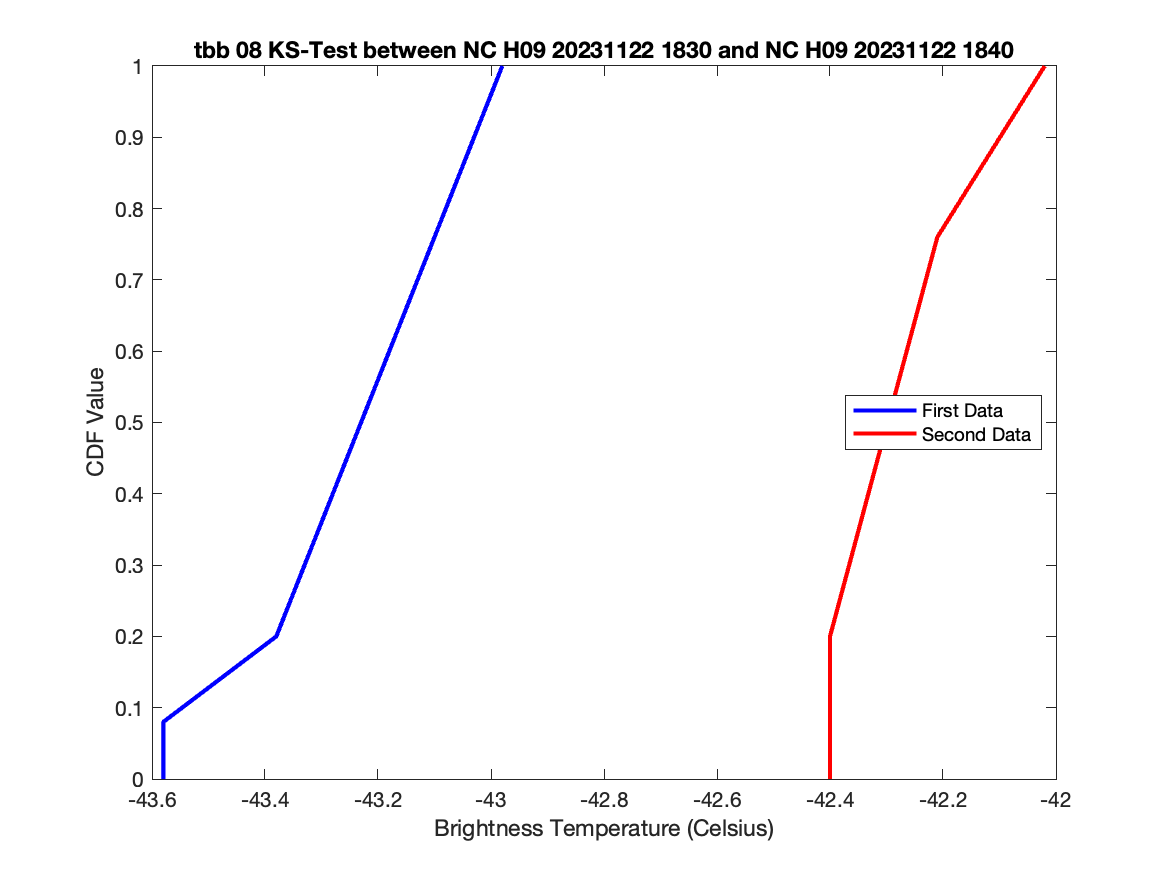 tbb 08 KS-Test between NC H09 20231122 1830 and NC H09 20231122 1840
1
0.9
0.8
0.7
0.6
0.5
0.4
0.3
0.2
0.1
0
CDF Value
First Data
Second Data
-43.6 -43.4 -43.2 -43 -42.8 -42.6 -42.4 -42.2 -42
Brightness Temperature (Celsius)